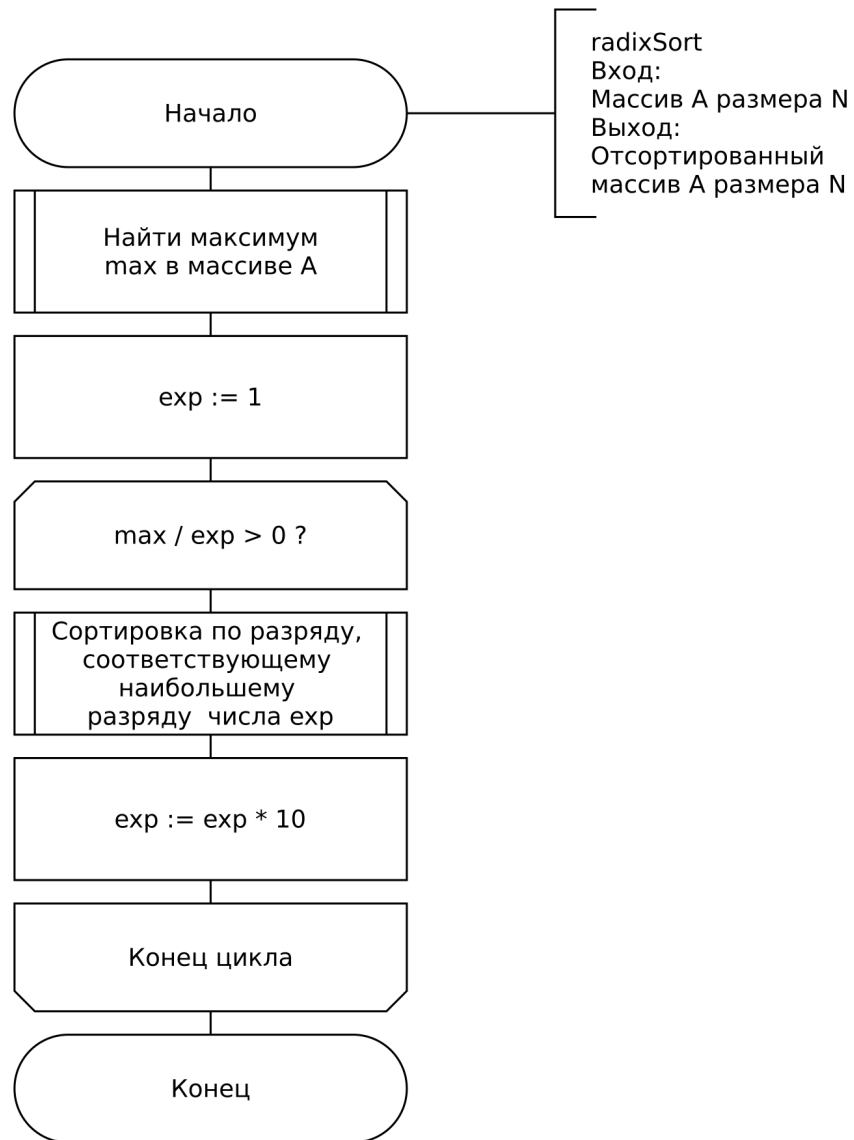 Начало
radixSort
Вход:
Массив A размера N
Выход:
Отсортированный
массив A размера N
Найти максимум
max в массиве A
exp := 1
max / exp > 0 ?
Сортировка по разряду,
соответствующему
наибольшему
разряду  числа exp
exp := exp * 10
Конец цикла
Конец